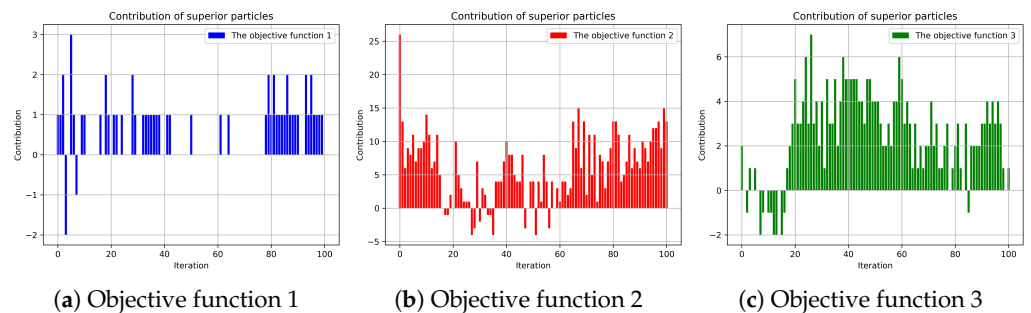 Contribution of superior particles
The objective function 1
3
2
1
0
−1
−2
Contribution
0 20 40 60 80 100
Iteration
(a) Objective function 1
Contribution of superior particles
The objective function 2
25
20
15
10
5
0
−5
Contribution
0 20 40 60 80 100
Iteration
(b) Objective function 2
Contribution of superior particles
The objective function 3
6
4
2
0
−2
Contribution
0 20 40 60 80 100
Iteration
(c) Objective function 3